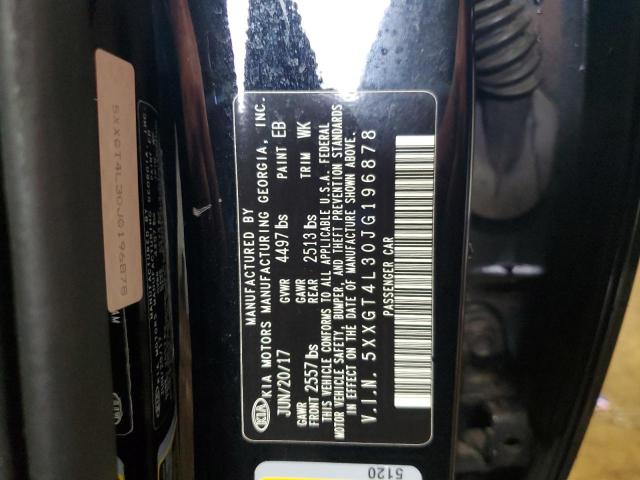 MANUFACTURED BY
KIA KIA MOTORS MANUFACTURING GEORGIA, INC.
JUN/20/17 GVWR 4497 lbs PAINT EB
GAWR FRONT 2557 lbs GAWR REAR 2513 lbs TRIM WK
THIS VEHICLE CONFORMS TO ALL APPLICABLE U.S.A. FEDERAL
MOTOR VEHICLE SAFETY, BUMPER, AND THEFT PREVENTION STANDARDS
IN EFFECT ON THE DATE OF MANUFACTURE SHOWN ABOVE.
V.I.N. 5XXGT4L30JG196878
PASSENGER CAR
5XXGT4L30JG196878
5120